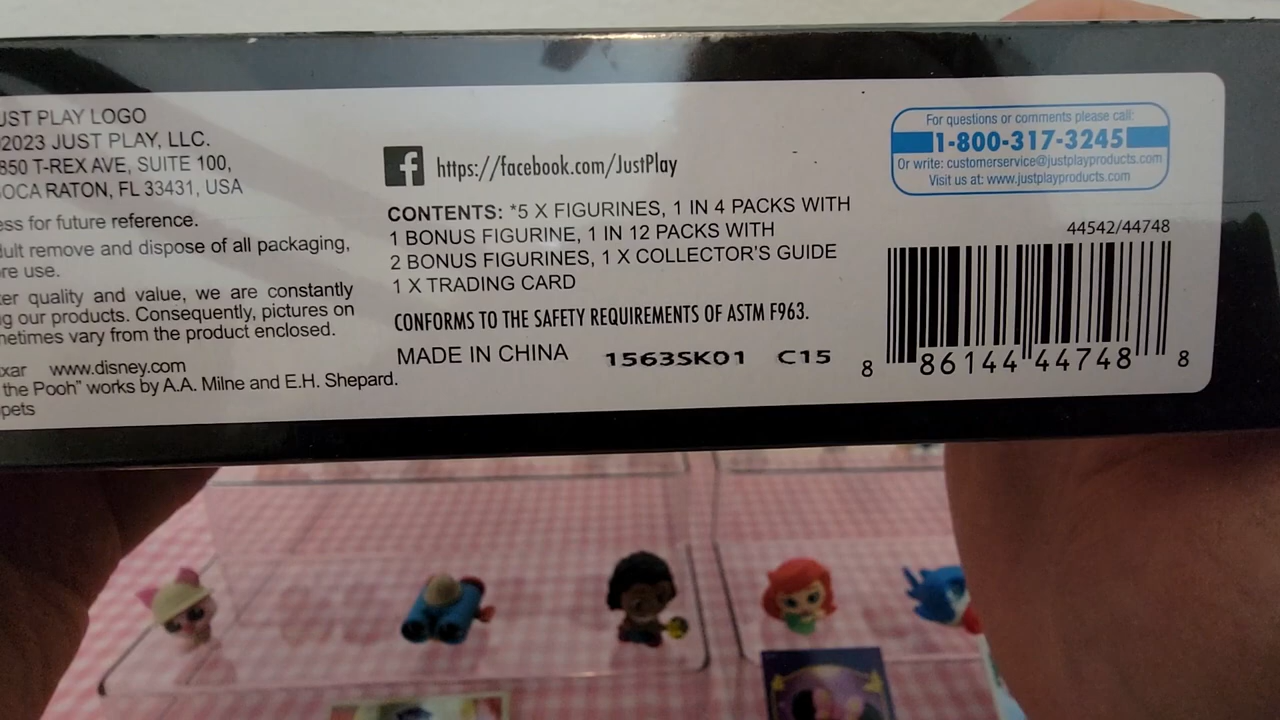 UST PLAY LOGO
2023 JUST PLAY, LLC.
850 T-REX AVE, SUITE 100,
OCA RATON, FL 33431, USA
ess for future reference.
dult remove and dispose of all packaging,
re use.
er quality and value, we are constantly
g our products. Consequently, pictures on
metimes vary from the product enclosed.
xar www.disney.com
the Pooh" works by A.A. Milne and E.H. Shepard.
pets
f https://facebook.com/JustPlay
CONTENTS: *5 X FIGURINES, 1 IN 4 PACKS WITH
1 BONUS FIGURINE, 1 IN 12 PACKS WITH
2 BONUS FIGURINES, 1 X COLLECTOR'S GUIDE
1 X TRADING CARD
CONFORMS TO THE SAFETY REQUIREMENTS OF ASTM F963.
MADE IN CHINA 1563SK01 C15
For questions or comments please call:
1-800-317-3245
Or write: customerservice@justplayproducts.com
Visit us at: www.justplayproducts.com
44542/44748
8 86144 44748 8